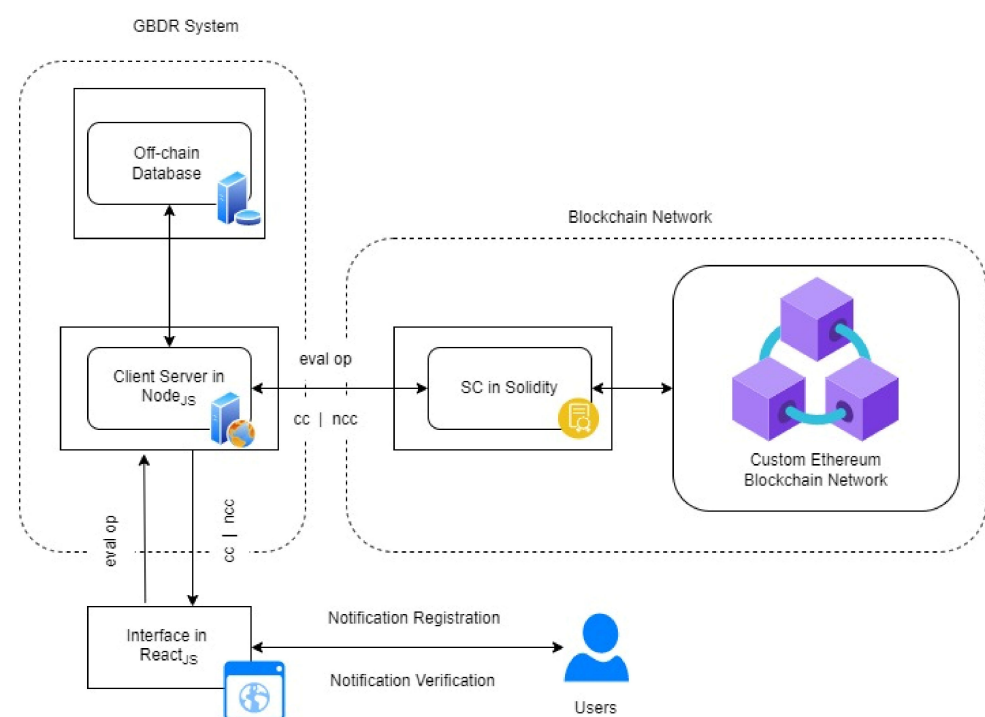 GBDR System
Off-chain
Database
Blockchain Network
Client Server in
NodeJS
eval op
cc | ncc
SC in Solidity
Custom Ethereum
Blockchain Network
eval op
cc | ncc
Interface in
ReactJS
Notification Registration
Notification Verification
Users